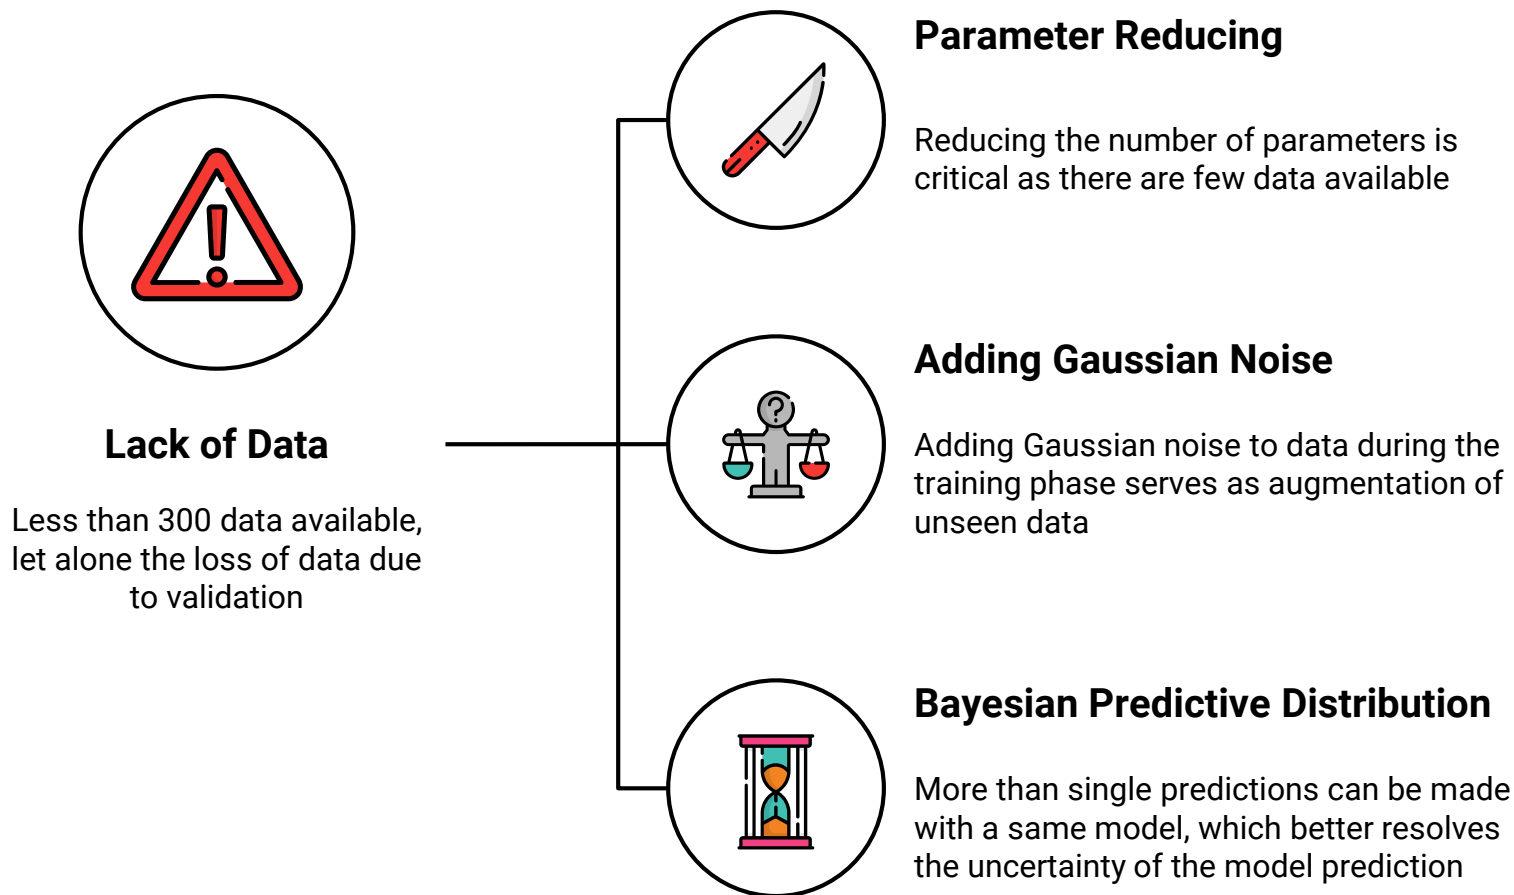 Lack of Data
Less than 300 data available,
let alone the loss of data due
to validation
Parameter Reducing
Reducing the number of parameters is
critical as there are few data available
Adding Gaussian Noise
?
Adding Gaussian noise to data during the
training phase serves as augmentation of
unseen data
Bayesian Predictive Distribution
More than single predictions can be made
with a same model, which better resolves
the uncertainty of the model prediction